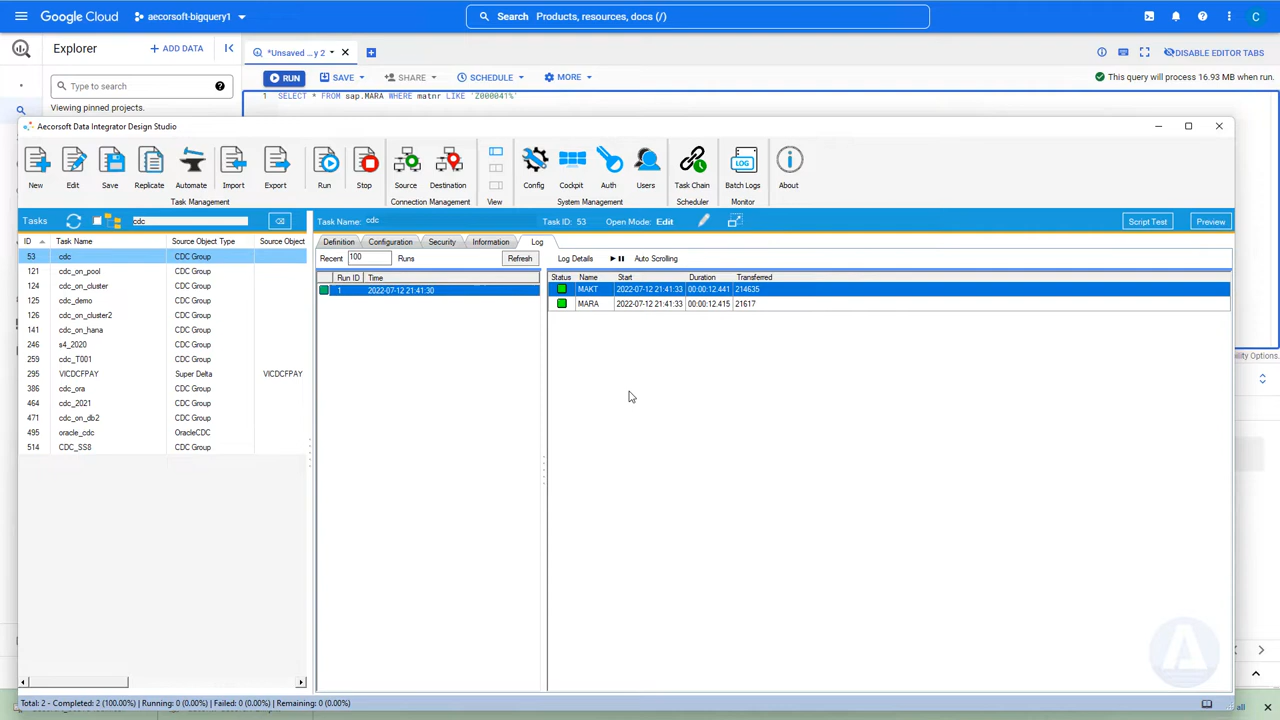 Google Cloud
aecorsoft-bigquery1
Search Products, resources, docs (/)
C
Explorer
+ ADD DATA
*Unsaved ...y 2
DISABLE EDITOR TABS
Type to search
RUN
SAVE
SHARE
SCHEDULE
MORE
This query will process 16.93 MB when run.
Viewing pinned projects.
1 SELECT * FROM sap.MARA WHERE matnr LIKE 'Z000041%'
Aecorsoft Data Integrator Design Studio
New
Edit
Save
Replicate
Automate
Import
Export
Run
Stop
Source
Destination
View
Config
Cockpit
Auth
Users
Task Chain
LOG
Batch Logs
About
Task Management
Connection Management
System Management
Scheduler
Monitor
Tasks
cdc
Task Name: cdc
Task ID: 53
Open Mode: Edit
Script Test
Preview
ID Task Name Source Object Type Source Object
Definition Configuration Security Information Log
53 cdc CDC Group
121 cdc_on_pool CDC Group
124 cdc_on_cluster CDC Group
125 cdc_demo CDC Group
126 cdc_on_cluster2 CDC Group
141 cdc_on_hana CDC Group
246 s4_2020 CDC Group
259 cdc_T001 CDC Group
295 VICDCFPAY Super Delta VICDCFPAY
386 cdc_ora CDC Group
464 cdc_2021 CDC Group
471 cdc_on_db2 CDC Group
495 oracle_cdc OracleCDC
514 CDC_SS8 CDC Group
Recent 100 Runs
Refresh
Log Details
Auto Scrolling
Run ID Time
1 2022-07-12 21:41:30
Status Name Start Duration Transferred
MAKT 2022-07-12 21:41:33 00:00:12.441 214635
MARA 2022-07-12 21:41:33 00:00:12.415 21617
bility Options.
Total: 2 - Completed: 2 (100.00%) | Running: 0 (0.00%) | Failed: 0 (0.00%) | Remaining: 0 (0.00%)
all